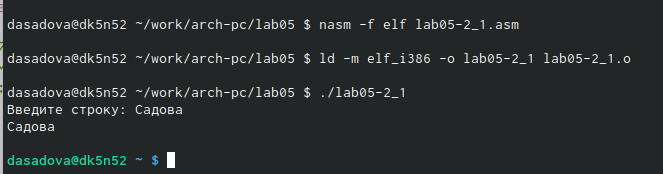 dasadova@dk5n52 ~/work/arch-pc/lab05 $ nasm -f elf lab05-2_1.asm
dasadova@dk5n52 ~/work/arch-pc/lab05 $ ld -m elf_i386 -o lab05-2_1 lab05-2_1.o
dasadova@dk5n52 ~/work/arch-pc/lab05 $ ./lab05-2_1
Введите строку: Садова
Садова
dasadova@dk5n52 ~ $